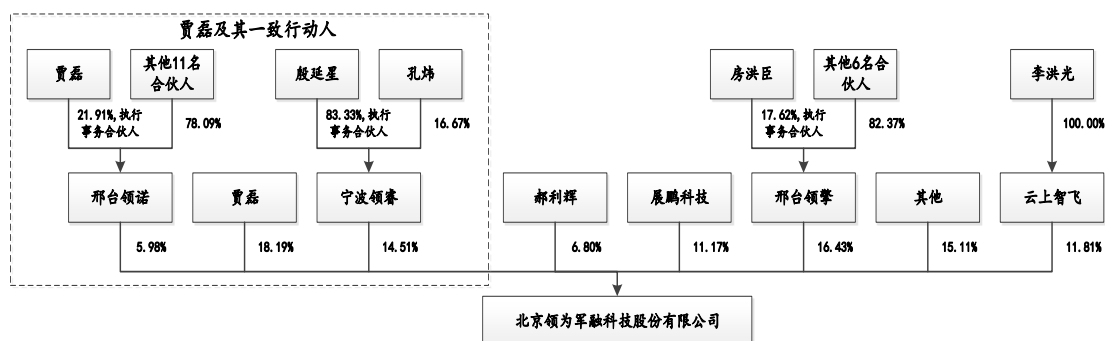 贾磊及其一致行动人
贾磊
其他11名
合伙人
殷延星
孔炜
房洪臣
其他6名合
伙人
李洪光
21.91%,执行
事务合伙人
78.09%
83.33%,执行
事务合伙人
16.67%
17.62%,执行
事务合伙人
82.37%
100.00%
邢台领诺
贾磊
宁波领睿
郝利辉
展鹏科技
邢台领擎
其他
云上智飞
5.98%
18.19%
14.51%
6.80%
11.17%
16.43%
15.11%
11.81%
北京领为军融科技股份有限公司